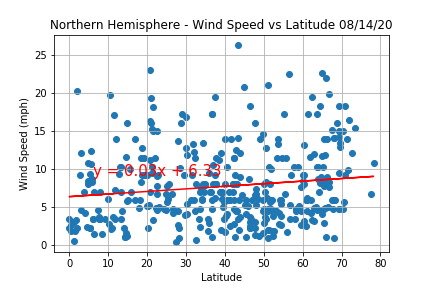 Northern Hemisphere - Wind Speed vs Latitude 08/14/20
Wind Speed (mph)
25
20
15
10
5
0
y = 0.03x + 6.33
0 10 20 30 40 50 60 70 80
Latitude